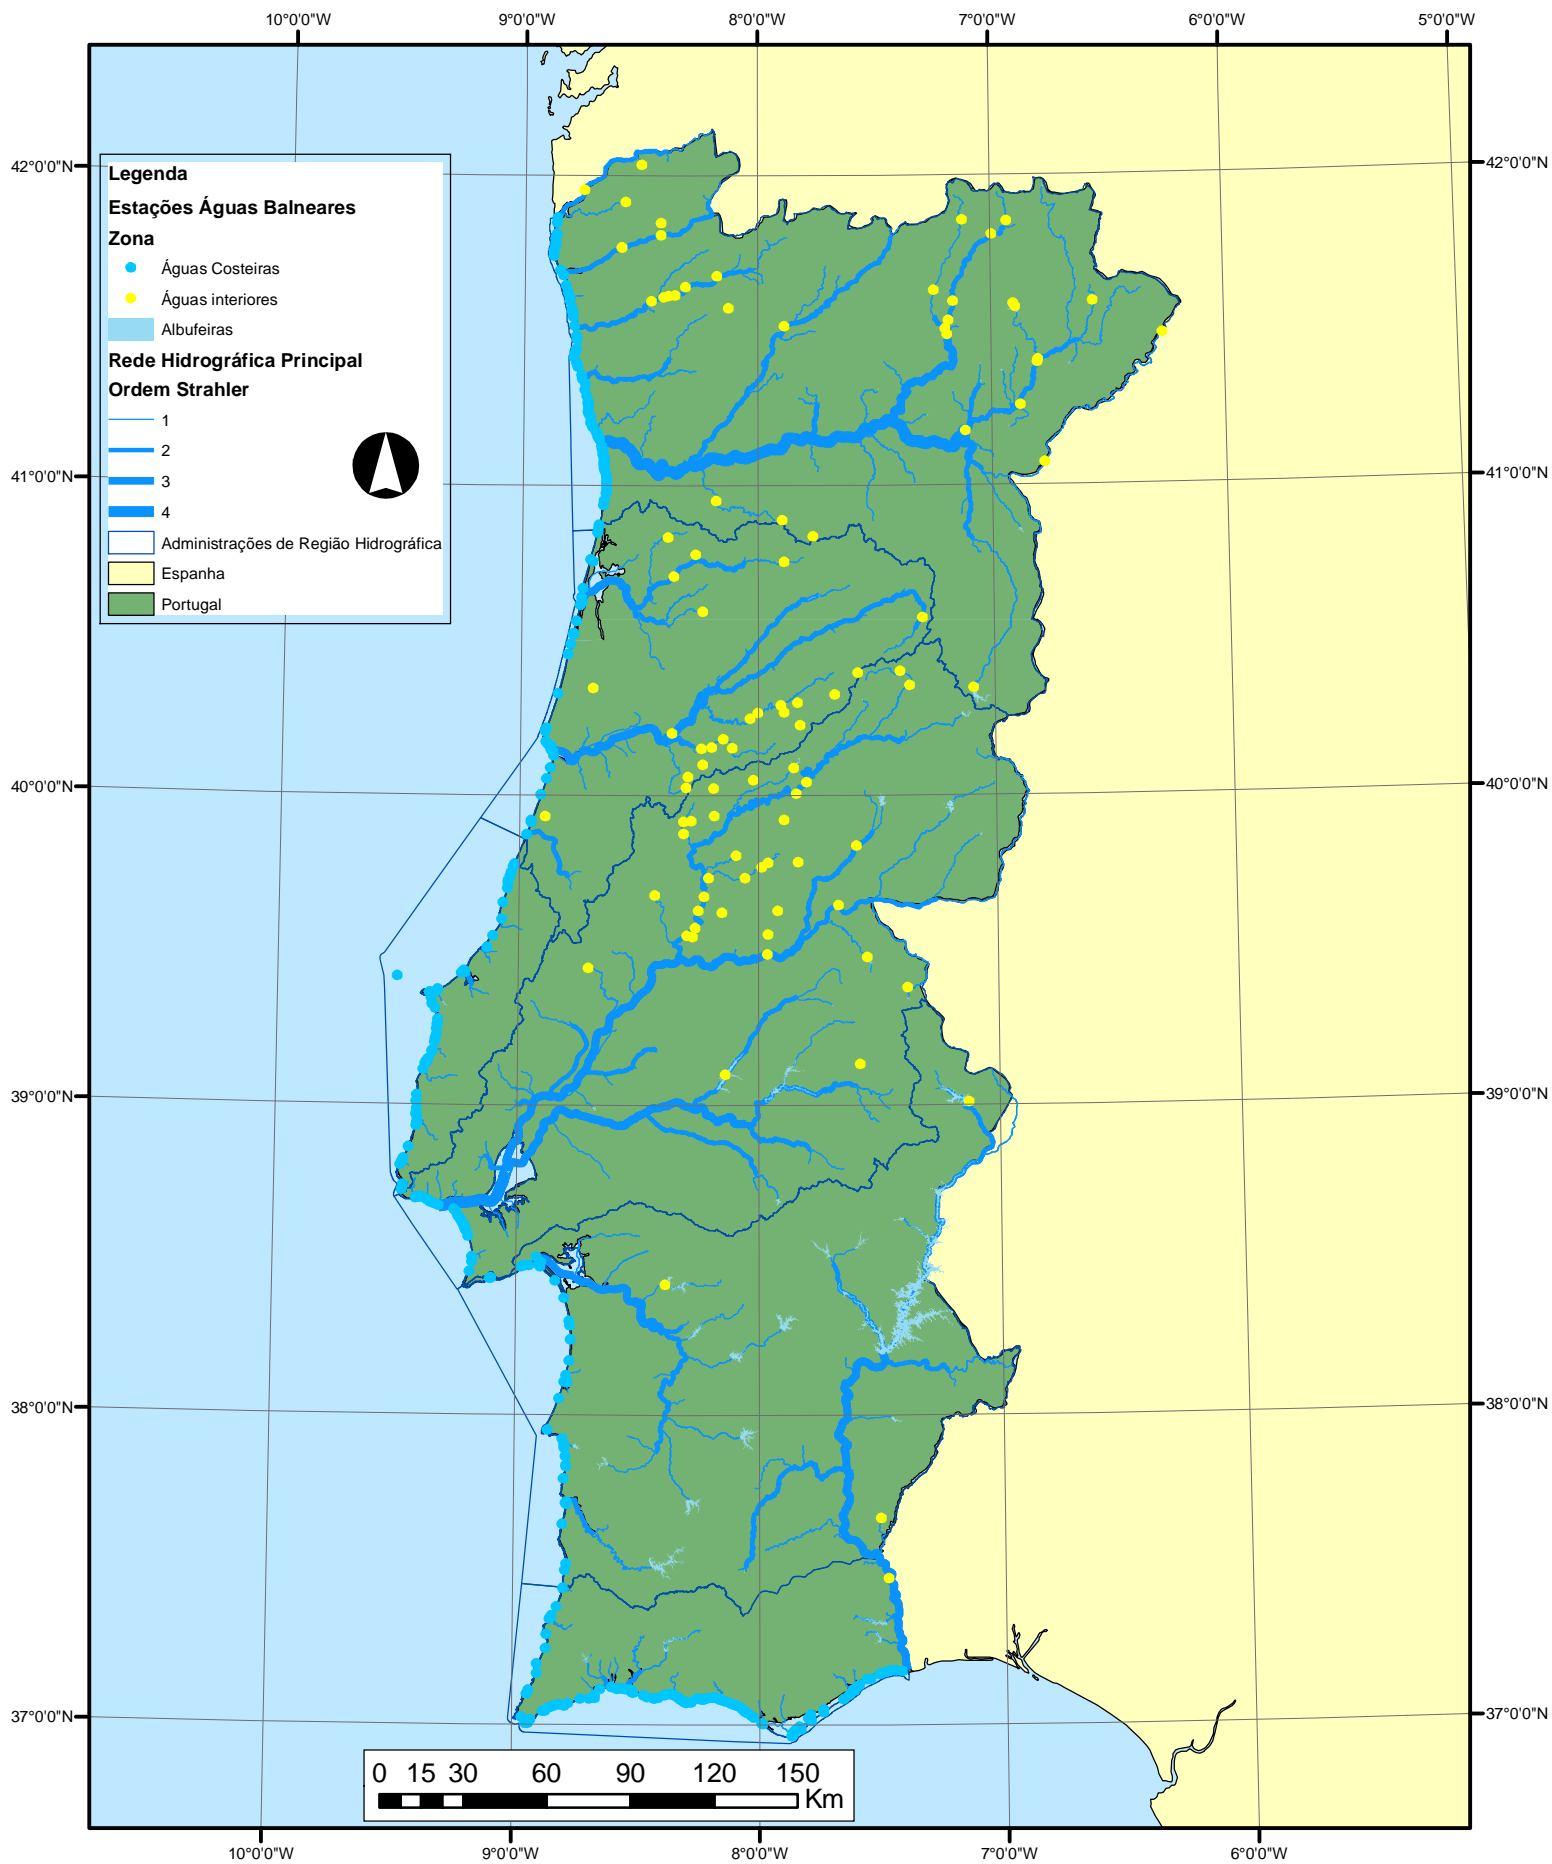 10°0'0"W 9°0'0"W 8°0'0"W 7°0'0"W 6°0'0"W 5°0'0"W
42°0'0"N 42°0'0"N
Legenda
Estações Águas Balneares
Zona
Águas Costeiras
Águas interiores
Albufeiras
Rede Hidrográfica Principal
Ordem Strahler
1
2
3
4
Administrações de Região Hidrográfica
Espanha
Portugal
41°0'0"N 41°0'0"N
40°0'0"N 40°0'0"N
39°0'0"N 39°0'0"N
38°0'0"N 38°0'0"N
37°0'0"N 37°0'0"N
0 15 30 60 90 120 150
Km
10°0'0"W 9°0'0"W 8°0'0"W 7°0'0"W 6°0'0"W